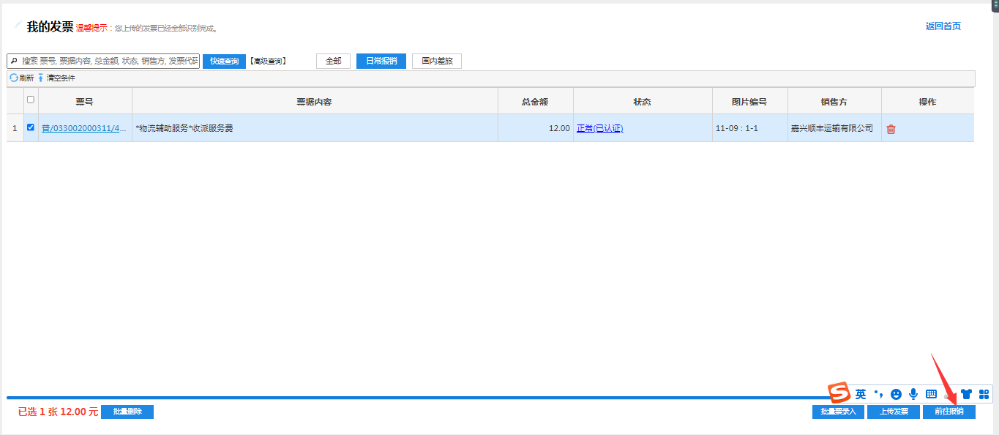 我的发票 温馨提示：您上传的发票已经全部识别完成。
返回首页
搜索 票号, 票据内容, 总金额, 状态, 销售方, 发票代码 快速查询 【高级查询】 全部 日常报销 国内差旅
刷新 清空条件
票号 票据内容 总金额 状态 图片编号 销售方 操作
1 普/033002000311/4... *物流辅助服务*收派服务费 12.00 正常(已认证) 11-09 : 1-1 嘉兴顺丰运输有限公司
S 英
已选 1 张 12.00 元 批量删除 批量票录入 上传发票 前往报销